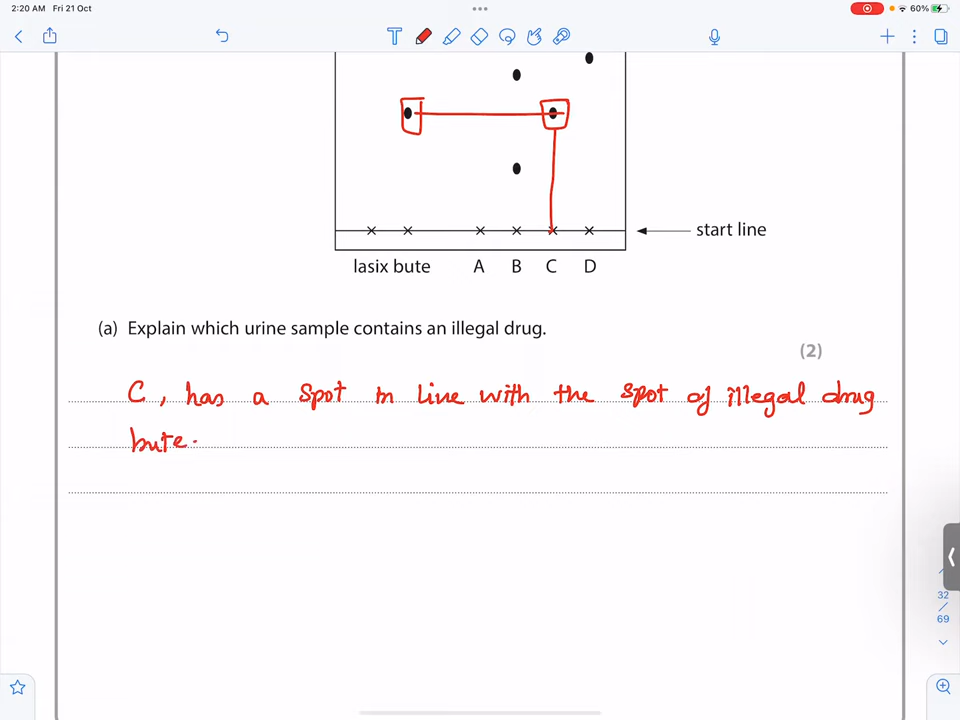 2:20 AM Fri 21 Oct
60%
start line
lasix bute A B C D
(a) Explain which urine sample contains an illegal drug.
(2)
C, has a spot in line with the spot of illegal drug
bute.
32
/
69